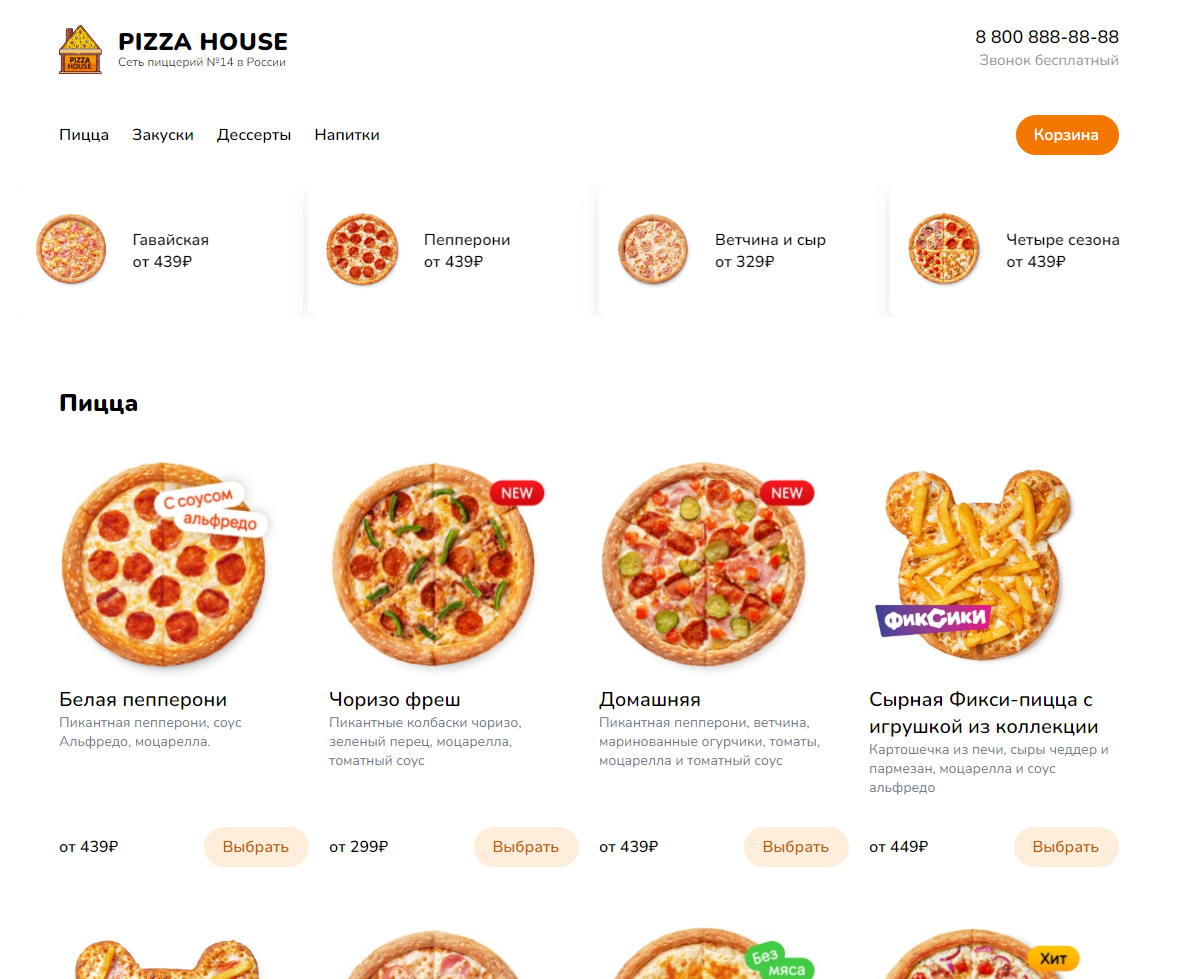 PIZZA HOUSE
PIZZA HOUSE
Сеть пиццерий №14 в России
8 800 888-88-88
Звонок бесплатный
Пицца Закуски Дессерты Напитки Корзина
Гавайская
от 439₽
Пепперони
от 439₽
Ветчина и сыр
от 329₽
Четыре сезона
от 439₽
Пицца
С соусом
альфредо
NEW
NEW
ФИКСИКИ
Белая пепперони
Пикантная пепперони, соус
Альфредо, моцарелла.
от 439₽ Выбрать
Чоризо фреш
Пикантные колбаски чоризо,
зеленый перец, моцарелла,
томатный соус
от 299₽ Выбрать
Домашняя
Пикантная пепперони, ветчина,
маринованные огурчики, томаты,
моцарелла и томатный соус
от 439₽ Выбрать
Сырная Фикси-пицца с
игрушкой из коллекции
Картошечка из печи, сыры чеддер и
пармезан, моцарелла и соус
альфредо
от 449₽ Выбрать
Без
мяса
Хит